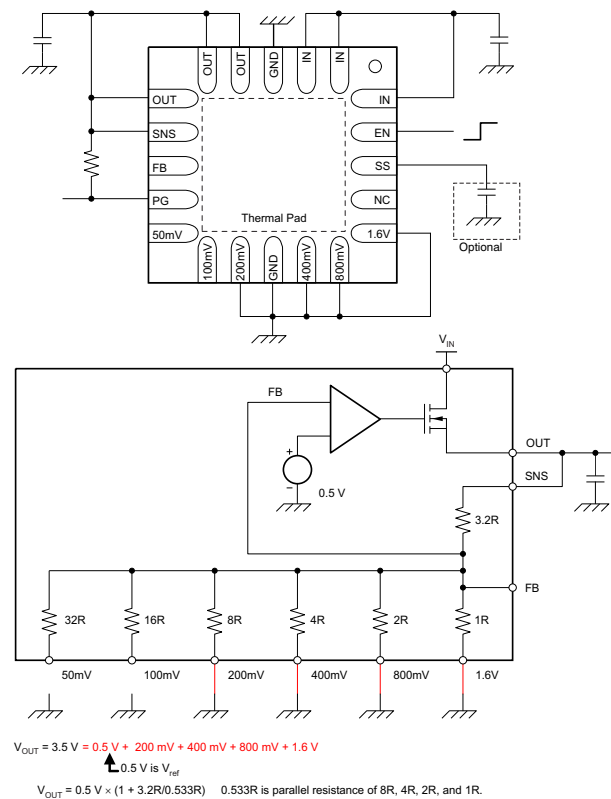 OUT
OUT
GND
IN
IN
OUT
IN
SNS
EN
FB
SS
PG
NC
50mV
1.6V
Thermal Pad
100mV
200mV
GND
400mV
800mV
Optional
V_IN
FB
OUT
SNS
0.5 V
3.2R
FB
32R
16R
8R
4R
2R
1R
50mV
100mV
200mV
400mV
800mV
1.6V
V_OUT = 3.5 V = 0.5 V + 200 mV + 400 mV + 800 mV + 1.6 V
0.5 V is V_ref
V_OUT = 0.5 V × (1 + 3.2R/0.533R) 0.533R is parallel resistance of 8R, 4R, 2R, and 1R.